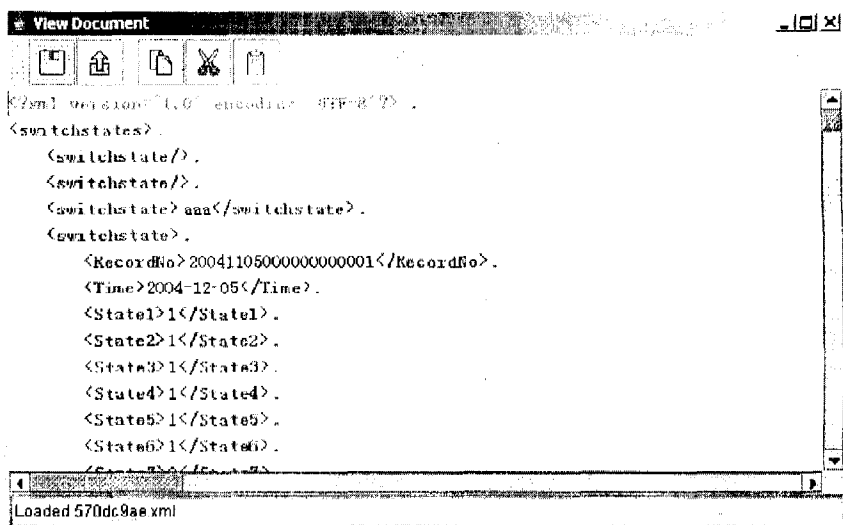 View Document
<?xml version="1.0" encoding="UTF-8"?> .
<switchstates> .
<switchstate/> .
<switchstate/> .
<switchstate> aaa</switchstate> .
<switchstate> .
<RecordNo>20041105000000000001</RecordNo> .
<Time>2004-12-05</Time> .
<State1>1</State1> .
<State2>1</State2> .
<State3>1</State3> .
<State4>1</State4> .
<State5>1</State5> .
<State6>1</State6> .
Loaded 570dc9ae.xml